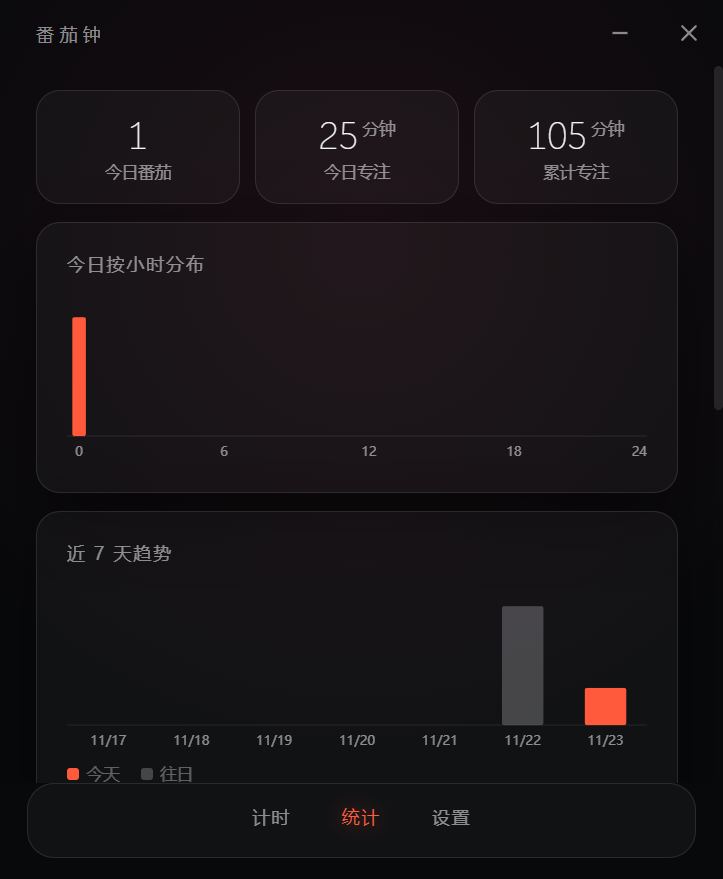 番茄钟
1
今日番茄
25 分钟
今日专注
105 分钟
累计专注
今日按小时分布
0 6 12 18 24
近 7 天趋势
11/17 11/18 11/19 11/20 11/21 11/22 11/23
今天 往日
计时 统计 设置